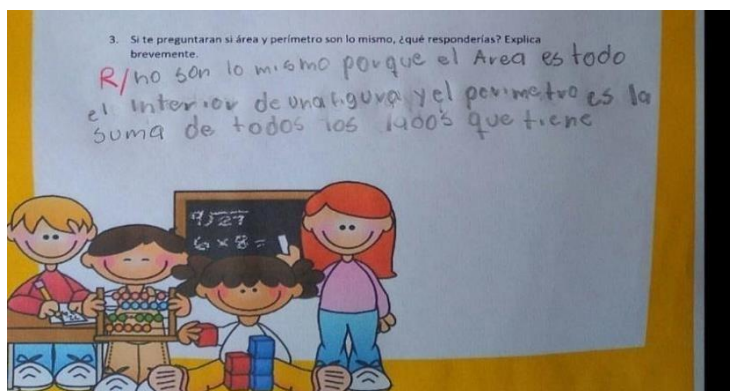 3. Si te preguntaran si área y perímetro son lo mismo, ¿qué responderías? Explica
brevemente.
R/no son lo mismo porque el Area es todo
el interior de una figura y el perimetro es la
suma de todos los lados que tiene
9)27
6 x 8 =